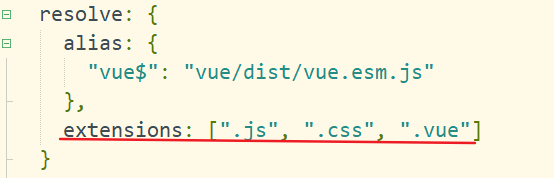 resolve: {
alias: {
"vue$": "vue/dist/vue.esm.js"
},
extensions: [".js", ".css", ".vue"]
}